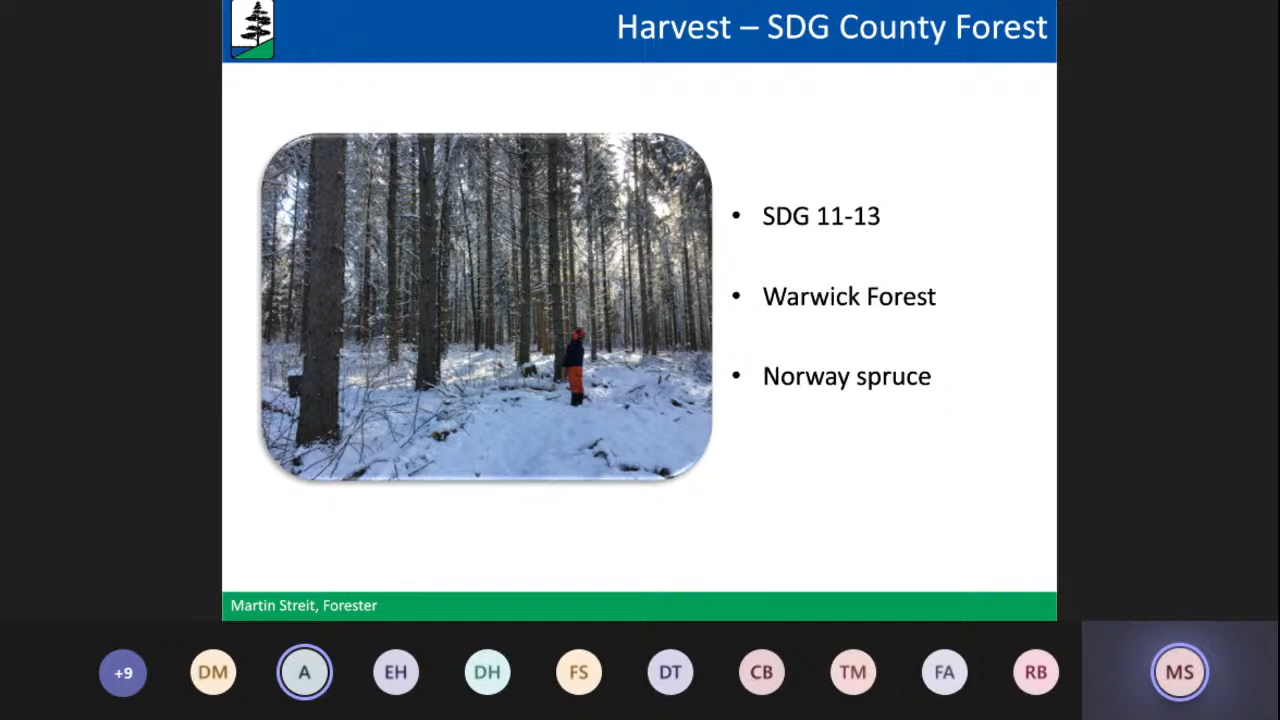 Harvest – SDG County Forest
• SDG 11-13
• Warwick Forest
• Norway spruce
Martin Streit, Forester
+9
DM
A
EH
DH
FS
DT
CB
TM
FA
RB
MS